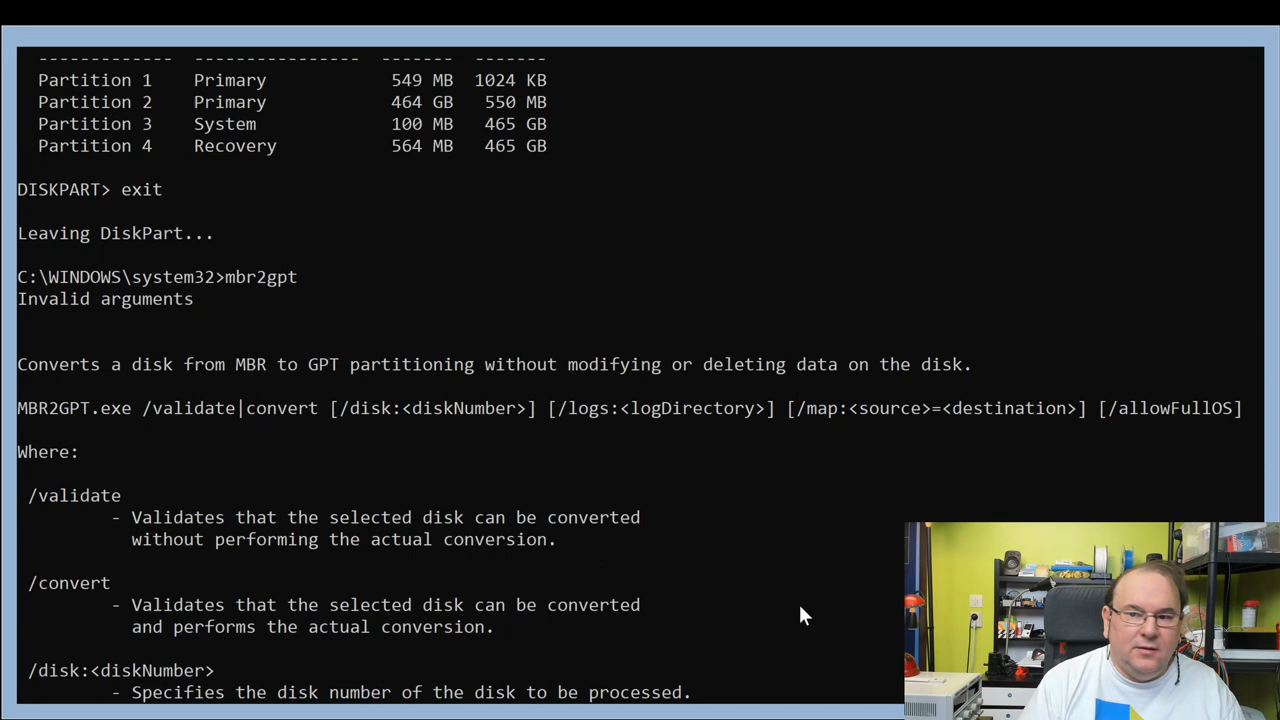 ------------- ---------------- ------- -------
Partition 1 Primary 549 MB 1024 KB
Partition 2 Primary 464 GB 550 MB
Partition 3 System 100 MB 465 GB
Partition 4 Recovery 564 MB 465 GB
DISKPART> exit
Leaving DiskPart...
C:\WINDOWS\system32>mbr2gpt
Invalid arguments
Converts a disk from MBR to GPT partitioning without modifying or deleting data on the disk.
MBR2GPT.exe /validate|convert [/disk:<diskNumber>] [/logs:<logDirectory>] [/map:<source>=<destination>] [/allowFullOS]
Where:
/validate
- Validates that the selected disk can be converted
without performing the actual conversion.
/convert
- Validates that the selected disk can be converted
and performs the actual conversion.
/disk:<diskNumber>
- Specifies the disk number of the disk to be processed.